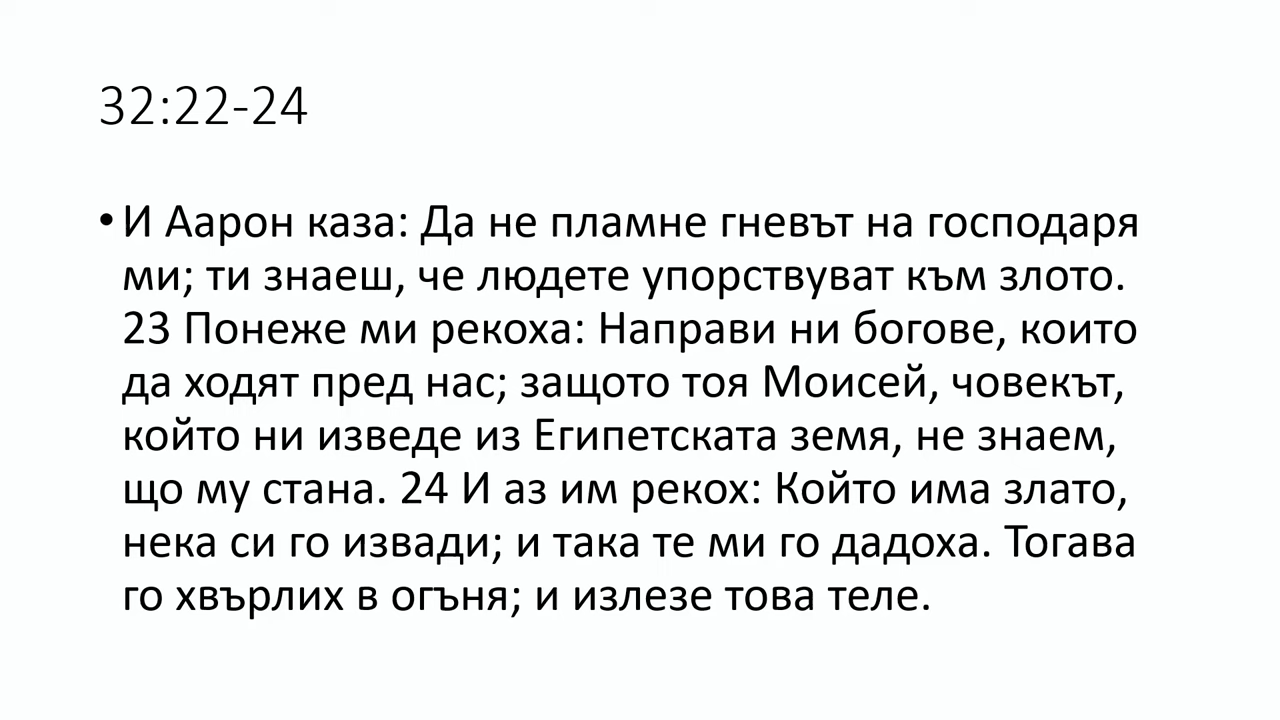 32:22-24
• И Аарон каза: Да не пламне гневът на господаря
ми; ти знаеш, че людете упорствуват към злото.
23 Понеже ми рекоха: Направи ни богове, които
да ходят пред нас; защото тоя Моисей, човекът,
който ни изведе из Египетската земя, не знаем,
що му стана. 24 И аз им рекох: Който има злато,
нека си го извади; и така те ми го дадоха. Тогава
го хвърлих в огъня; и излезе това теле.